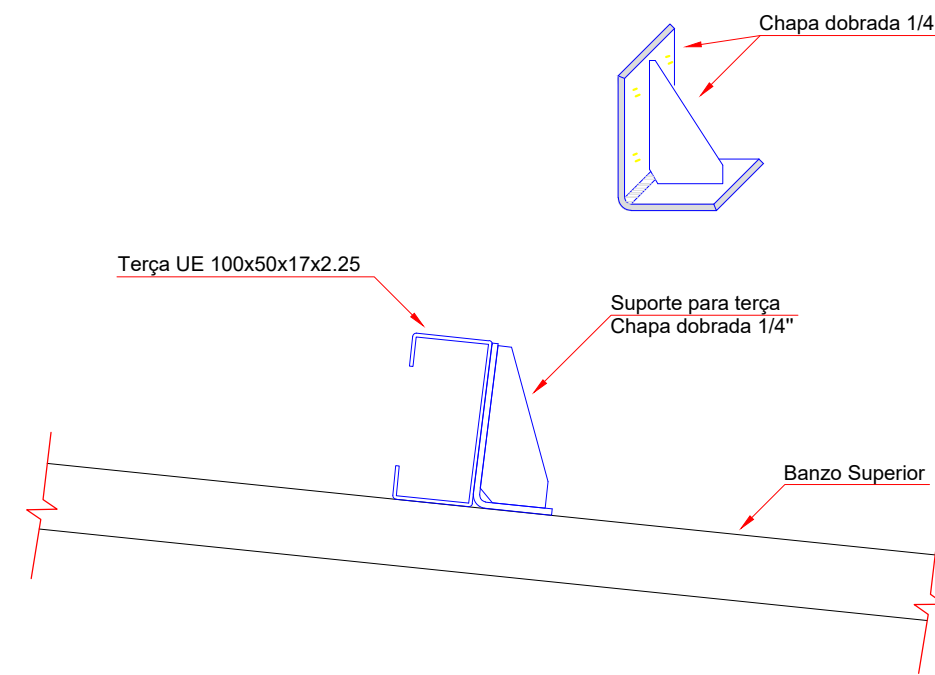 Chapa dobrada 1/4
Terça UE 100x50x17x2.25
Suporte para terça
Chapa dobrada 1/4"
Banzo Superior